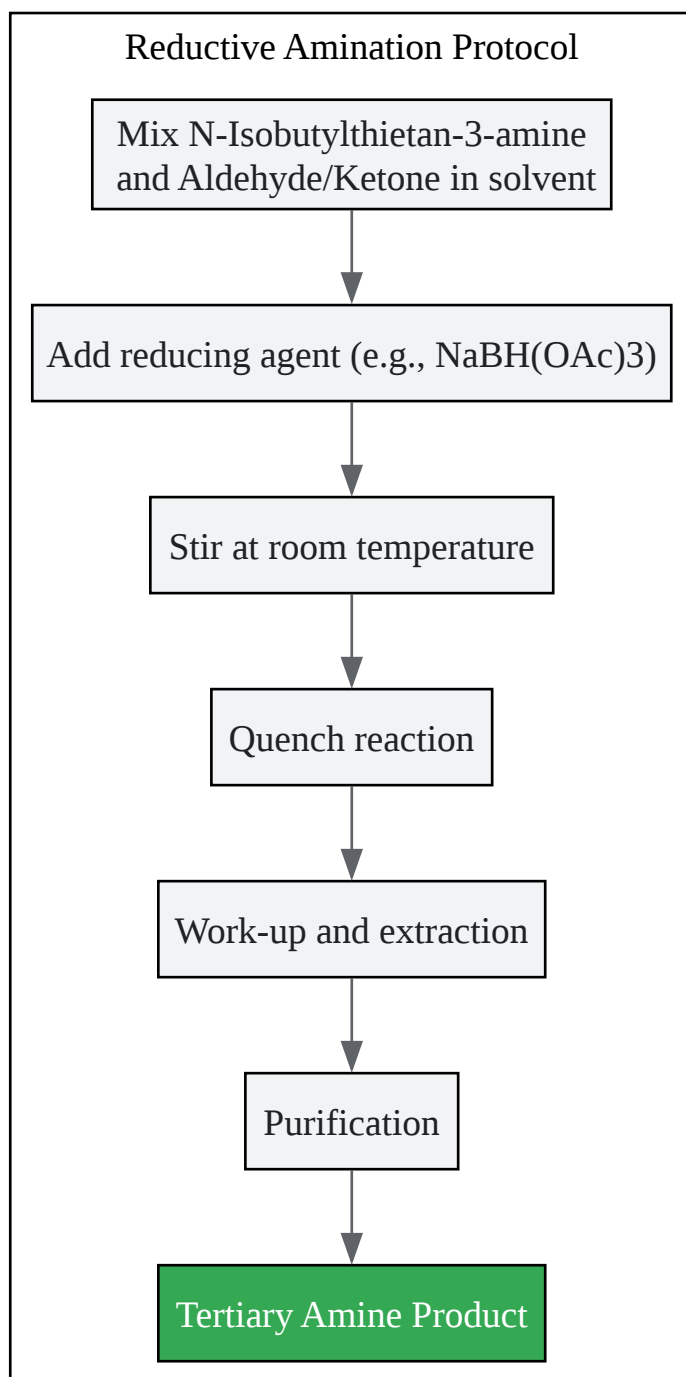 Reductive Amination Protocol
Mix N-Isobutylthietan-3-amine
and Aldehyde/Ketone in solvent
Add reducing agent (e.g., NaBH(OAc)3)
Stir at room temperature
Quench reaction
Work-up and extraction
Purification
Tertiary Amine Product